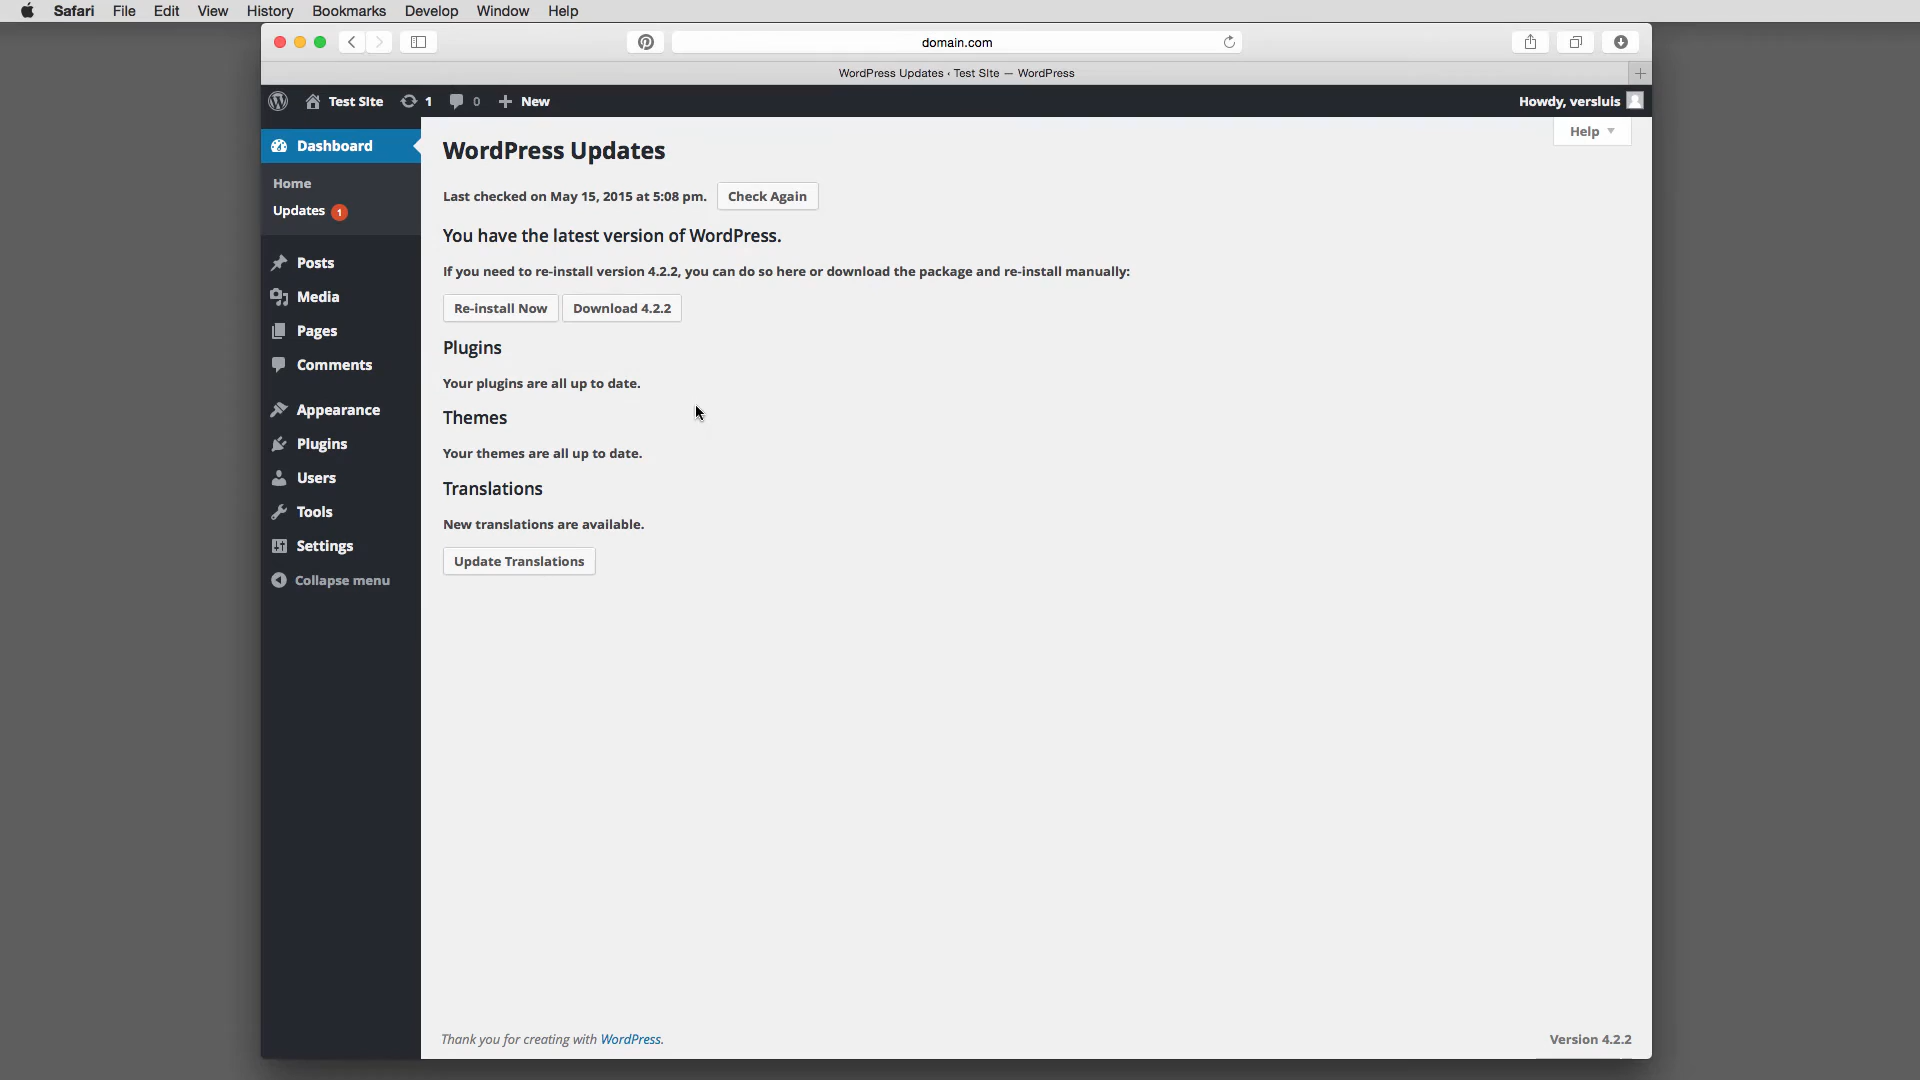 Safari File Edit View History Bookmarks Develop Window Help
domain.com
WordPress Updates ‹ Test SIte — WordPress
Test SIte 1 0 New Howdy, versluis
Help
Dashboard
Home
Updates 1
Posts
Media
Pages
Comments
Appearance
Plugins
Users
Tools
Settings
Collapse menu
WordPress Updates
Last checked on May 15, 2015 at 5:08 pm. Check Again
You have the latest version of WordPress.
If you need to re-install version 4.2.2, you can do so here or download the package and re-install manually:
Re-install Now Download 4.2.2
Plugins
Your plugins are all up to date.
Themes
Your themes are all up to date.
Translations
New translations are available.
Update Translations
Thank you for creating with WordPress. Version 4.2.2